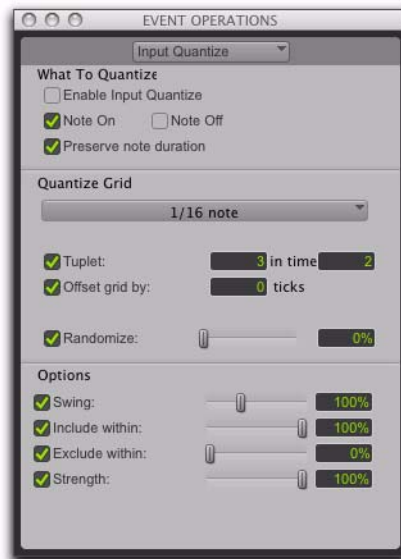 EVENT OPERATIONS
Input Quantize
What To Quantize
Enable Input Quantize
Note On Note Off
Preserve note duration
Quantize Grid
1/16 note
Tuplet: 3 in time 2
Offset grid by: 0 ticks
Randomize: 0%
Options
Swing: 100%
Include within: 100%
Exclude within: 0%
Strength: 100%